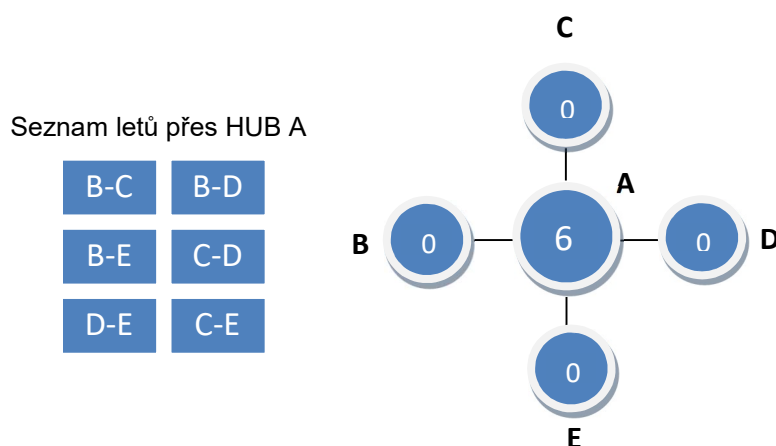 Seznam letů přes HUB A
B-C B-D
B-E C-D
D-E C-E
C
0
A
B 0 6 0 D
0
E